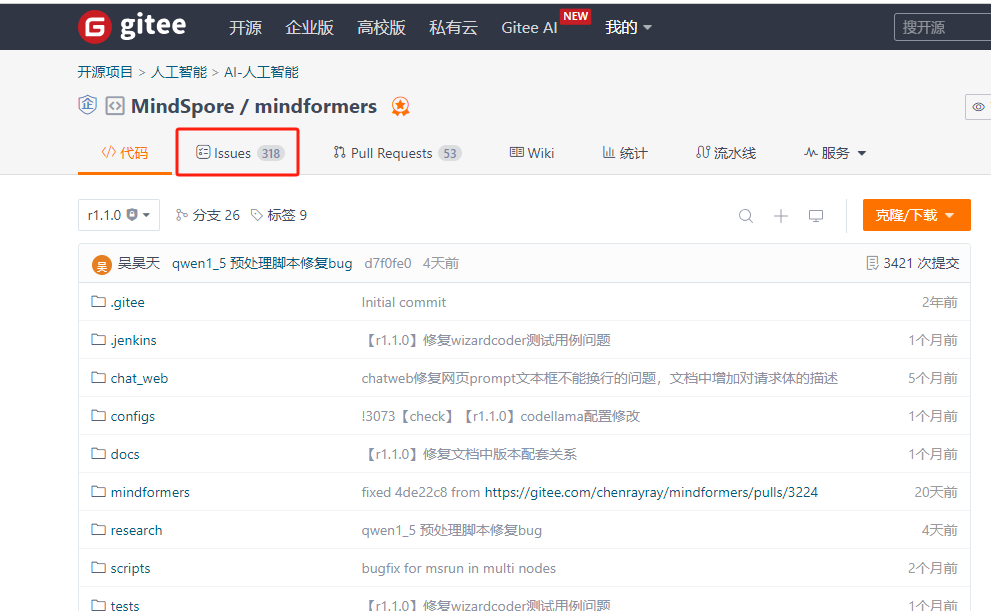 G gitee 开源 企业版 高校版 私有云 Gitee AI NEW 我的 搜开源
开源项目 > 人工智能 > AI-人工智能
企 MindSpore / mindformers
代码 Issues 318 Pull Requests 53 Wiki 统计 流水线 服务
r1.1.0 分支 26 标签 9 克隆/下载
吴 吴昊天 qwen1_5 预处理脚本修复bug d7f0fe0 4天前 3421 次提交
.gitee Initial commit 2年前
.jenkins 【r1.1.0】修复wizardcoder测试用例问题 1个月前
chat_web chatweb修复网页prompt文本框不能换行的问题，文档中增加对请求体的描述 5个月前
configs !3073【check】【r1.1.0】codellama配置修改 1个月前
docs 【r1.1.0】修复文档中版本配套关系 1个月前
mindformers fixed 4de22c8 from https://gitee.com/chenrayray/mindformers/pulls/3224 20天前
research qwen1_5 预处理脚本修复bug 4天前
scripts bugfix for msrun in multi nodes 2个月前
tests 【r1.1.0】修复wizardcoder测试用例问题 1个月前